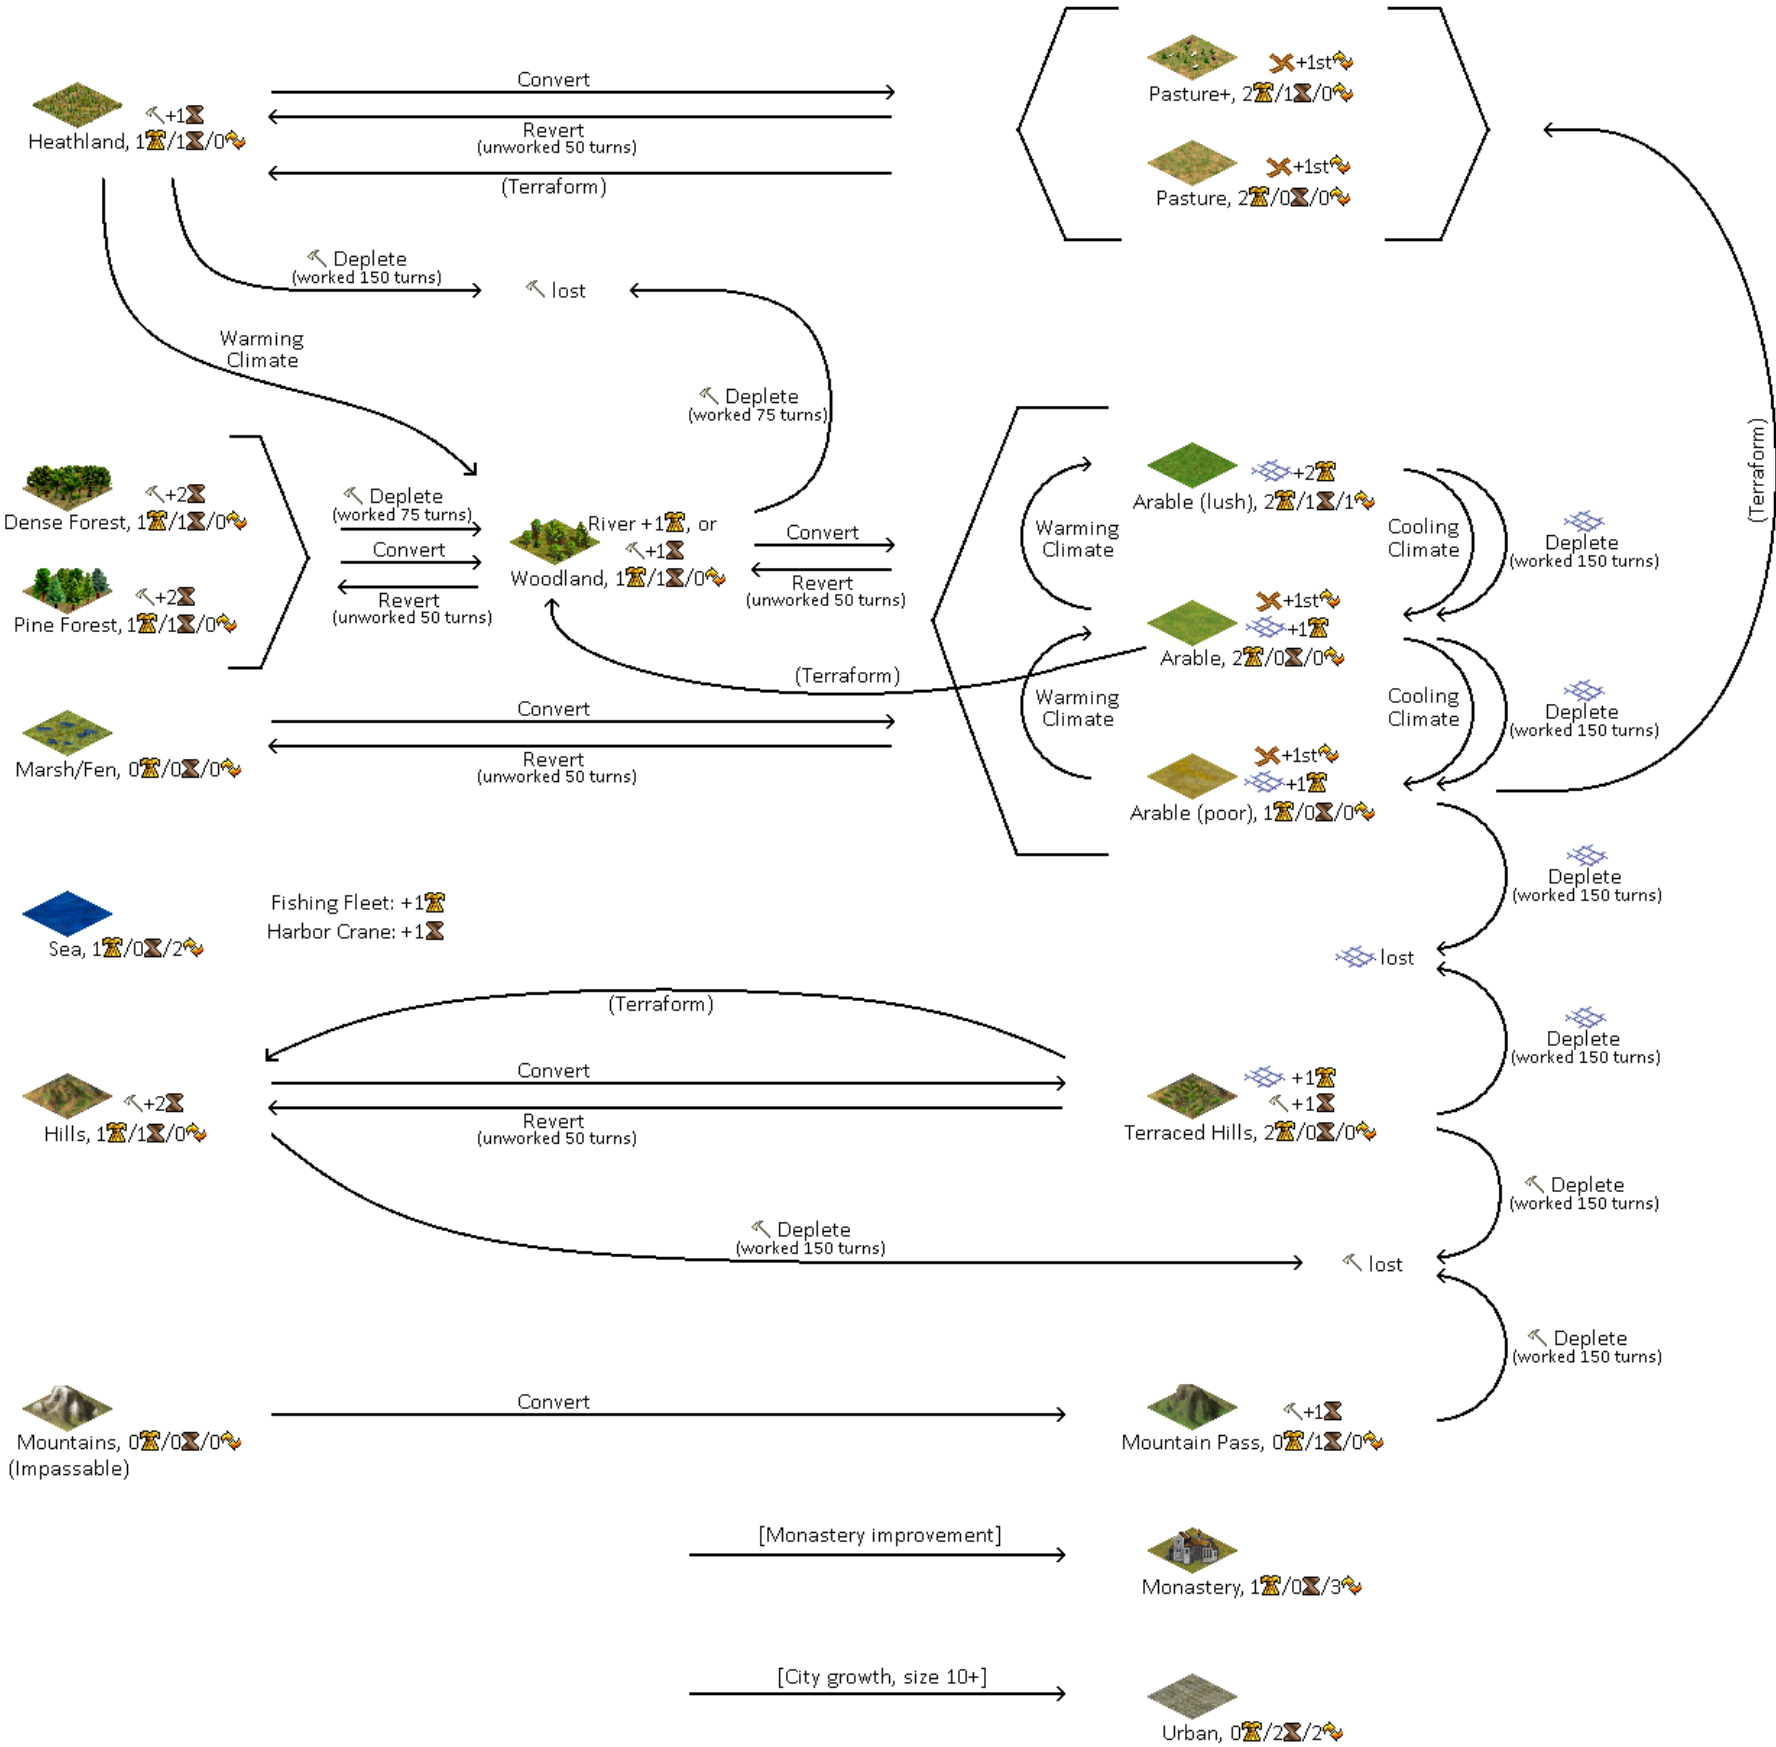 Convert
+1st
Pasture+, 2/1/0
+1
Heathland, 1/1/0
Revert
(unworked 50 turns)
+1st
(Terraform)
Pasture, 2/0/0
Deplete
(worked 150 turns)
lost
Warming
Climate
Deplete
(worked 75 turns)
(Terraform)
+2
Dense Forest, 1/1/0
Deplete
(worked 75 turns)
Convert
Revert
(unworked 50 turns)
+2
Pine Forest, 1/1/0
River +1, or
+1
Woodland, 1/1/0
Convert
Revert
(unworked 50 turns)
(Terraform)
+2
Arable (lush), 2/1/1
Warming
Climate
Cooling
Climate
Deplete
(worked 150 turns)
+1st
+1
Arable, 2/0/0
Warming
Climate
Cooling
Climate
Deplete
(worked 150 turns)
+1st
+1
Arable (poor), 1/0/0
Convert
Marsh/Fen, 0/0/0
Revert
(unworked 50 turns)
Deplete
(worked 150 turns)
Fishing Fleet: +1
Harbor Crane: +1
Sea, 1/0/2
lost
(Terraform)
Deplete
(worked 150 turns)
Convert
+2
Hills, 1/1/0
Revert
(unworked 50 turns)
+1
+1
Terraced Hills, 2/0/0
Deplete
(worked 150 turns)
Deplete
(worked 150 turns)
lost
Deplete
(worked 150 turns)
Convert
Mountains, 0/0/0
(Impassable)
+1
Mountain Pass, 0/1/0
[Monastery improvement]
Monastery, 1/0/3
[City growth, size 10+]
Urban, 0/2/2